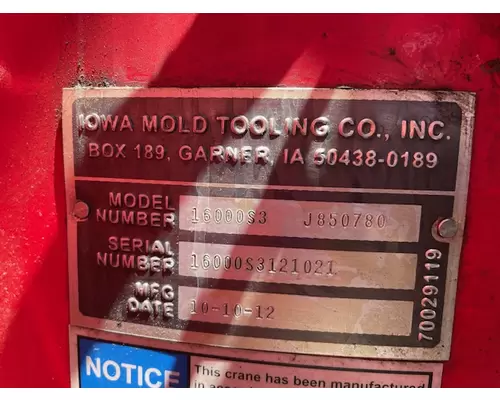 IOWA MOLD TOOLING CO., INC.
BOX 189, GARNER, IA 50438-0189
MODEL
NUMBER 16000S3 J850780
SERIAL
NUMBER 16000S3121021
MFG
DATE 10-10-12
70029119
NOTICE
This crane has been manufactured